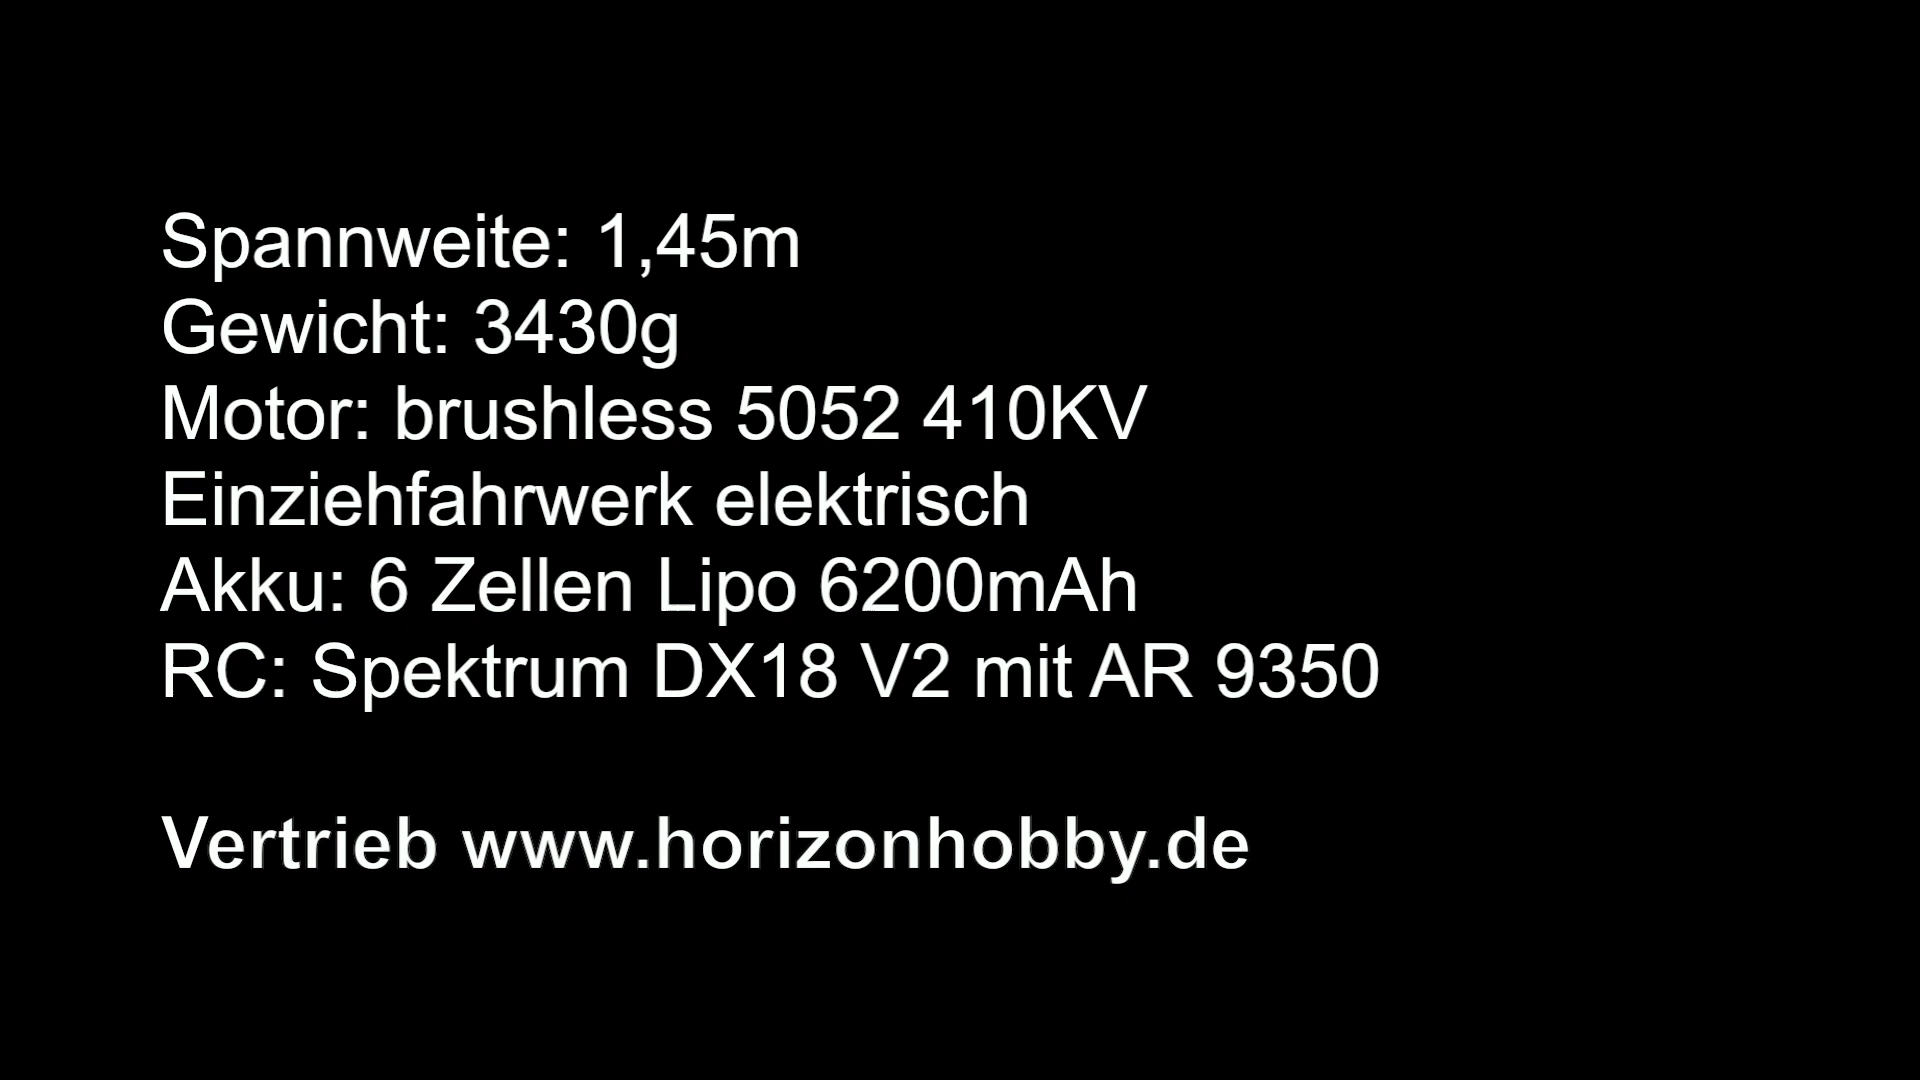 Spannweite: 1,45m
Gewicht: 3430g
Motor: brushless 5052 410KV
Einziehfahrwerk elektrisch
Akku: 6 Zellen Lipo 6200mAh
RC: Spektrum DX18 V2 mit AR 9350
Vertrieb www.horizonhobby.de